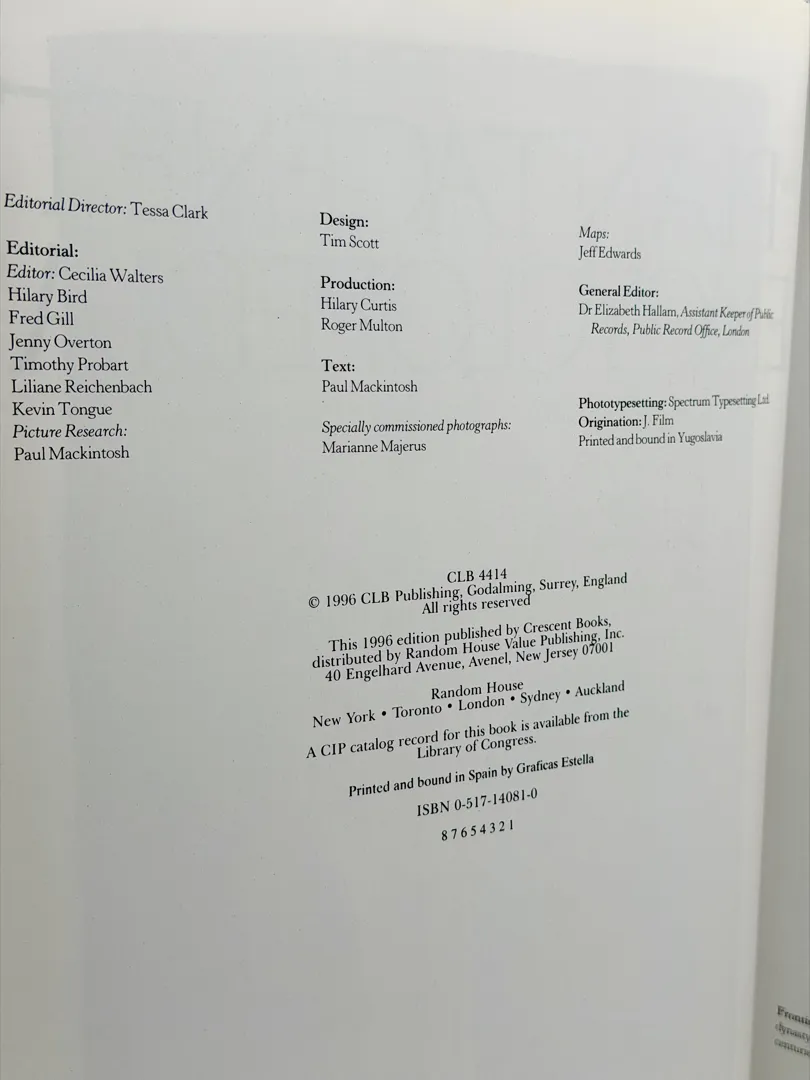 Editorial Director: Tessa Clark
Editorial:
Editor: Cecilia Walters
Hilary Bird
Fred Gill
Jenny Overton
Timothy Probart
Liliane Reichenbach
Kevin Tongue
Picture Research:
Paul Mackintosh
Design:
Tim Scott
Production:
Hilary Curtis
Roger Multon
Text:
Paul Mackintosh
Specially commissioned photographs:
Marianne Majerus
Maps:
Jeff Edwards
General Editor:
Dr Elizabeth Hallam, Assistant Keeper of Public
Records, Public Record Office, London
Phototypesetting: Spectrum Typesetting Ltd.
Origination: J. Film
Printed and bound in Yugoslavia
CLB 4414
© 1996 CLB Publishing, Godalming, Surrey, England
All rights reserved
This 1996 edition published by Crescent Books,
distributed by Random House Value Publishing, Inc.
40 Engelhard Avenue, Avenel, New Jersey 07001
Random House
New York • Toronto • London • Sydney • Auckland
A CIP catalog record for this book is available from the
Library of Congress.
Printed and bound in Spain by Graficas Estella
ISBN 0-517-14081-0
8 7 6 5 4 3 2 1